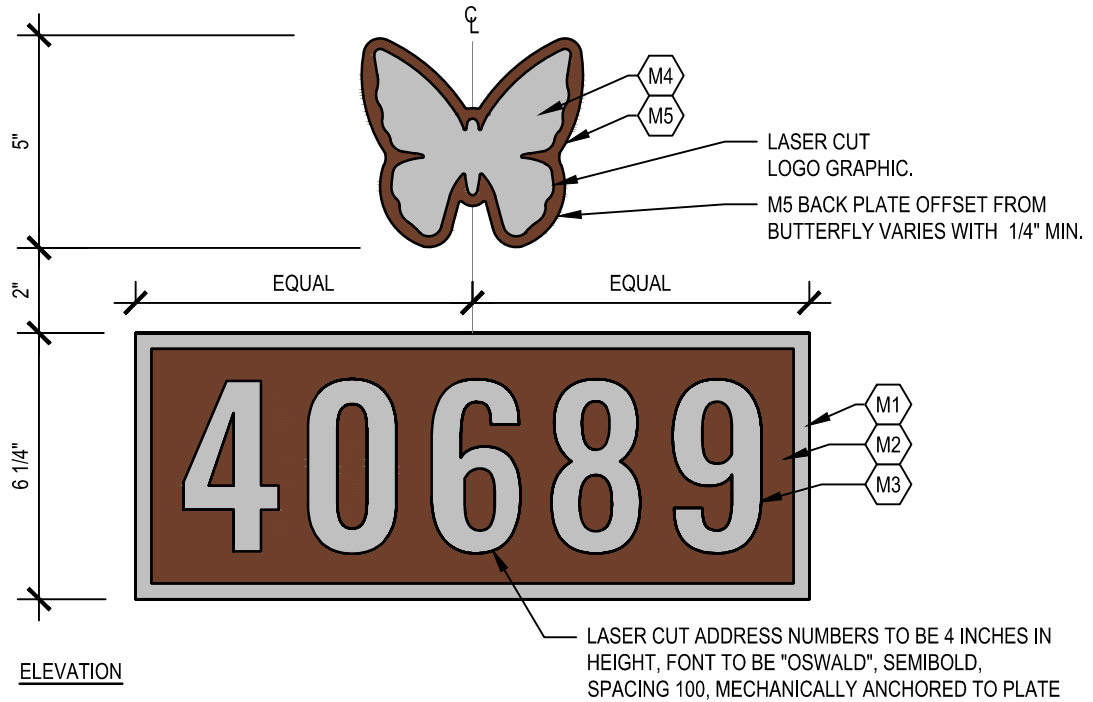 ℄
M4
M5
5"
LASER CUT
LOGO GRAPHIC.
M5 BACK PLATE OFFSET FROM
BUTTERFLY VARIES WITH 1/4" MIN.
2"
EQUAL
EQUAL
6 1/4"
40689
M1
M2
M3
LASER CUT ADDRESS NUMBERS TO BE 4 INCHES IN
HEIGHT, FONT TO BE "OSWALD", SEMIBOLD,
SPACING 100, MECHANICALLY ANCHORED TO PLATE
ELEVATION